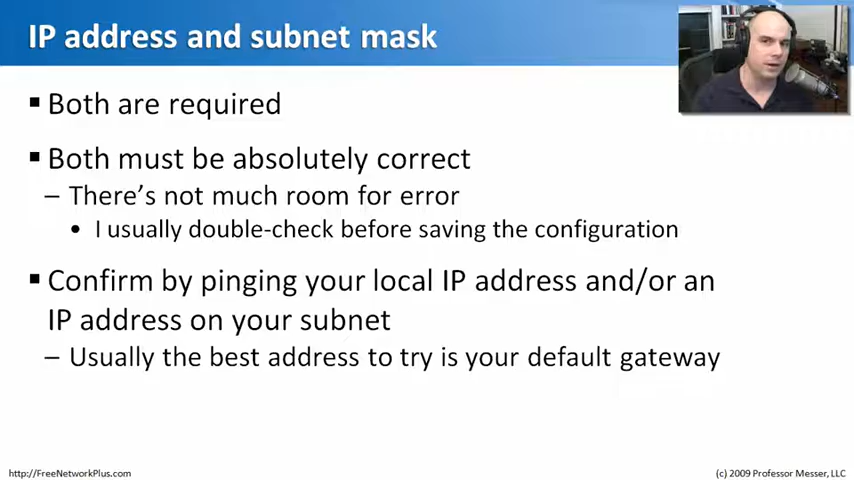 IP address and subnet mask
▪ Both are required
▪ Both must be absolutely correct
– There's not much room for error
• I usually double-check before saving the configuration
▪ Confirm by pinging your local IP address and/or an
IP address on your subnet
– Usually the best address to try is your default gateway
http://FreeNetworkPlus.com
(c) 2009 Professor Messer, LLC